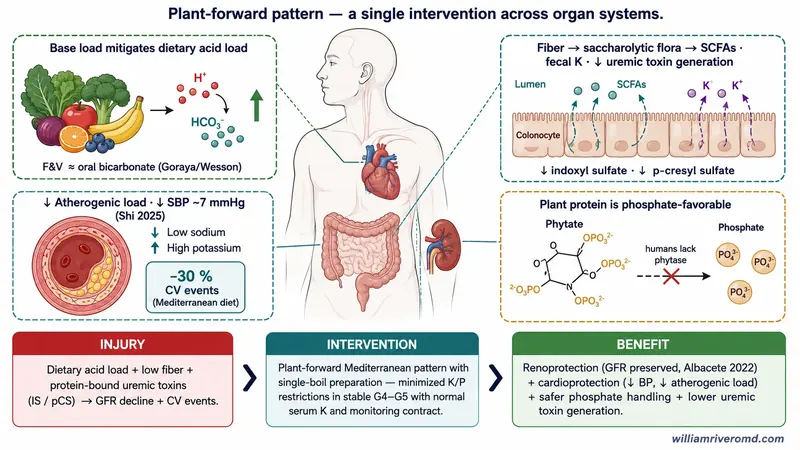 Plant-forward pattern — a single intervention across organ systems.
Base load mitigates dietary acid load
H⁺
HCO₃⁻
F&V ≈ oral bicarbonate (Goraya/Wesson)
Fiber → saccharolytic flora → SCFAs ·
fecal K · ↓ uremic toxin generation
Lumen
SCFAs
K⁺
K⁺
Colonocyte
↓ indoxyl sulfate · ↓ p-cresyl sulfate
↓ Atherogenic load · ↓ SBP ~7 mmHg
(Shi 2025)
↓ Low sodium
↑ High potassium
–30 %
CV events
(Mediterranean diet)
Plant protein is phosphate-favorable
Phytate
OPO₃²⁻
O
O
OPO₃²⁻
²⁻O₃PO
N
OPO₃²⁻
humans lack
phytase
Phosphate
PO₄³⁻
PO₄³⁻
PO₄³⁻
INJURY
Dietary acid load + low fiber +
protein-bound uremic toxins
(IS / pCS) → GFR decline + CV events.
INTERVENTION
Plant-forward Mediterranean pattern with
single-boil preparation — minimized K/P
restrictions in stable G4–G5 with normal
serum K and monitoring contract.
BENEFIT
Renoprotection (GFR preserved, Albacete 2022)
+ cardioprotection (↓ BP, ↓ atherogenic load)
+ safer phosphate handling + lower uremic
toxin generation.
williamriveromd.com